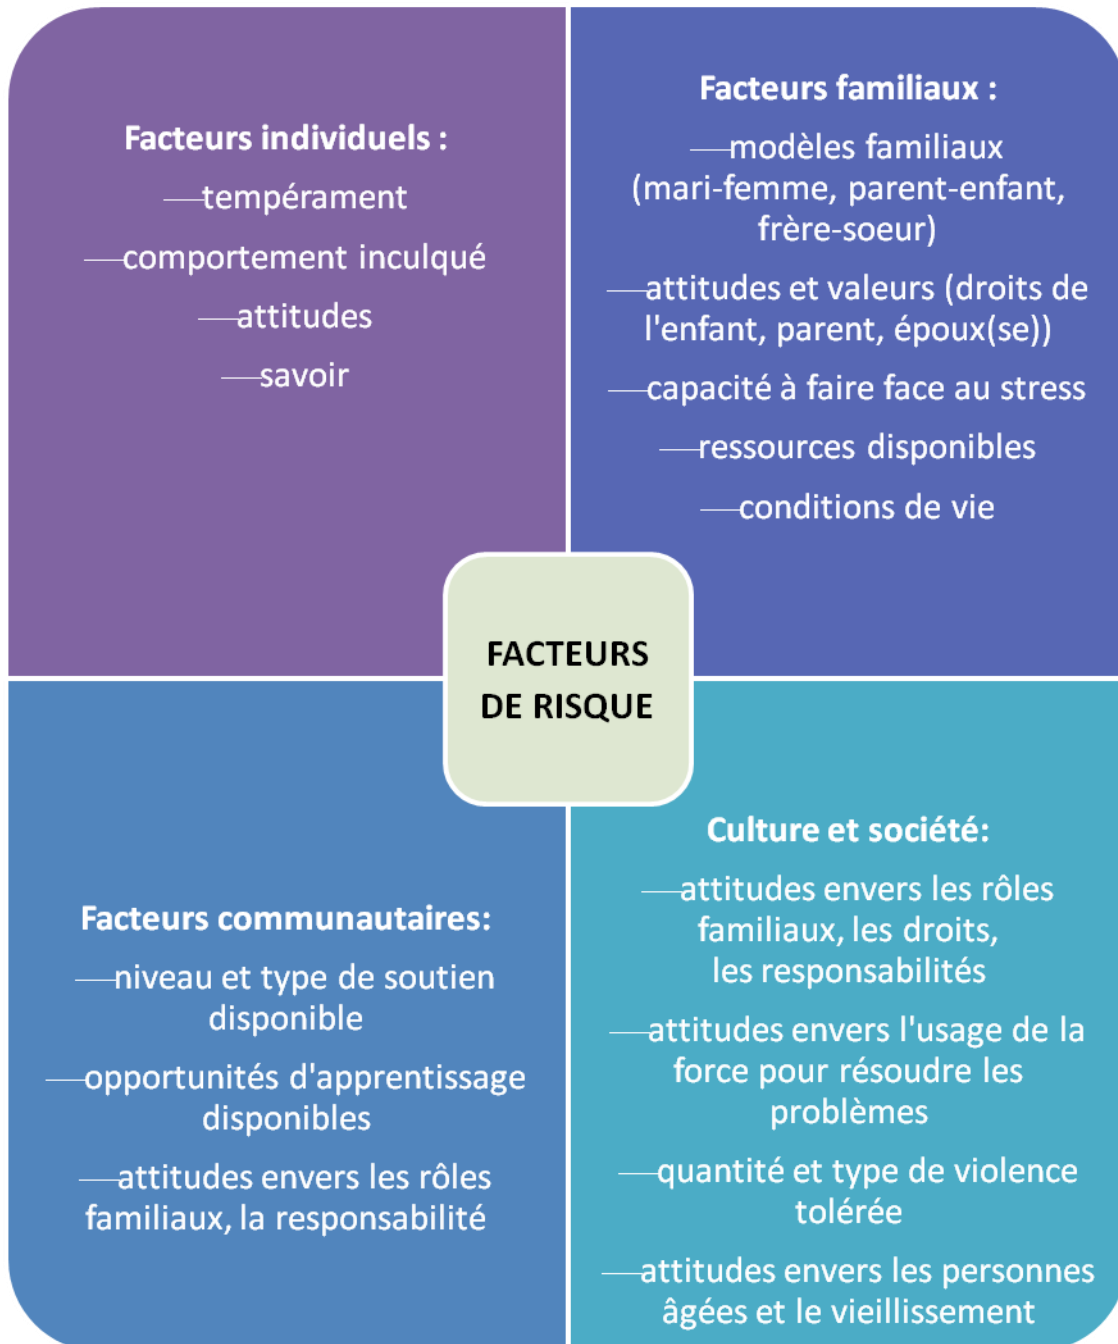 Facteurs individuels :
—tempérament
—comportement inculqué
—attitudes
—savoir
Facteurs familiaux :
—modèles familiaux
(mari-femme, parent-enfant,
frère-soeur)
—attitudes et valeurs (droits de
l'enfant, parent, époux(se))
—capacité à faire face au stress
—ressources disponibles
—conditions de vie
FACTEURS
DE RISQUE
Facteurs communautaires:
—niveau et type de soutien
disponible
—opportunités d'apprentissage
disponibles
—attitudes envers les rôles
familiaux, la responsabilité
Culture et société:
—attitudes envers les rôles
familiaux, les droits,
les responsabilités
—attitudes envers l'usage de la
force pour résoudre les
problèmes
—quantité et type de violence
tolérée
—attitudes envers les personnes
âgées et le vieillissement